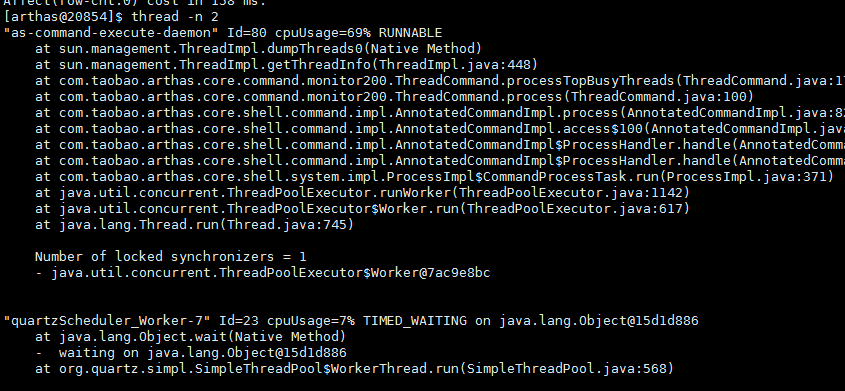 Affect(row-cnt:0) cost in 158 ms.
[arthas@20854]$ thread -n 2
"as-command-execute-daemon" Id=80 cpuUsage=69% RUNNABLE
    at sun.management.ThreadImpl.dumpThreads0(Native Method)
    at sun.management.ThreadImpl.getThreadInfo(ThreadImpl.java:448)
    at com.taobao.arthas.core.command.monitor200.ThreadCommand.processTopBusyThreads(ThreadCommand.java:1
    at com.taobao.arthas.core.command.monitor200.ThreadCommand.process(ThreadCommand.java:100)
    at com.taobao.arthas.core.shell.command.impl.AnnotatedCommandImpl.process(AnnotatedCommandImpl.java:82
    at com.taobao.arthas.core.shell.command.impl.AnnotatedCommandImpl.access$100(AnnotatedCommandImpl.jav
    at com.taobao.arthas.core.shell.command.impl.AnnotatedCommandImpl$ProcessHandler.handle(AnnotatedComma
    at com.taobao.arthas.core.shell.command.impl.AnnotatedCommandImpl$ProcessHandler.handle(AnnotatedComma
    at com.taobao.arthas.core.shell.system.impl.ProcessImpl$CommandProcessTask.run(ProcessImpl.java:371)
    at java.util.concurrent.ThreadPoolExecutor.runWorker(ThreadPoolExecutor.java:1142)
    at java.util.concurrent.ThreadPoolExecutor$Worker.run(ThreadPoolExecutor.java:617)
    at java.lang.Thread.run(Thread.java:745)
    Number of locked synchronizers = 1
    - java.util.concurrent.ThreadPoolExecutor$Worker@7ac9e8bc
"quartzScheduler_Worker-7" Id=23 cpuUsage=7% TIMED_WAITING on java.lang.Object@15d1d886
    at java.lang.Object.wait(Native Method)
    -  waiting on java.lang.Object@15d1d886
    at org.quartz.simpl.SimpleThreadPool$WorkerThread.run(SimpleThreadPool.java:568)